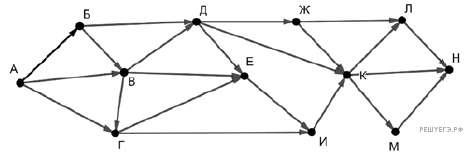 Б Д Ж Л
А В Е К Н
Г И М
РЕШУЕГЭ.РФ